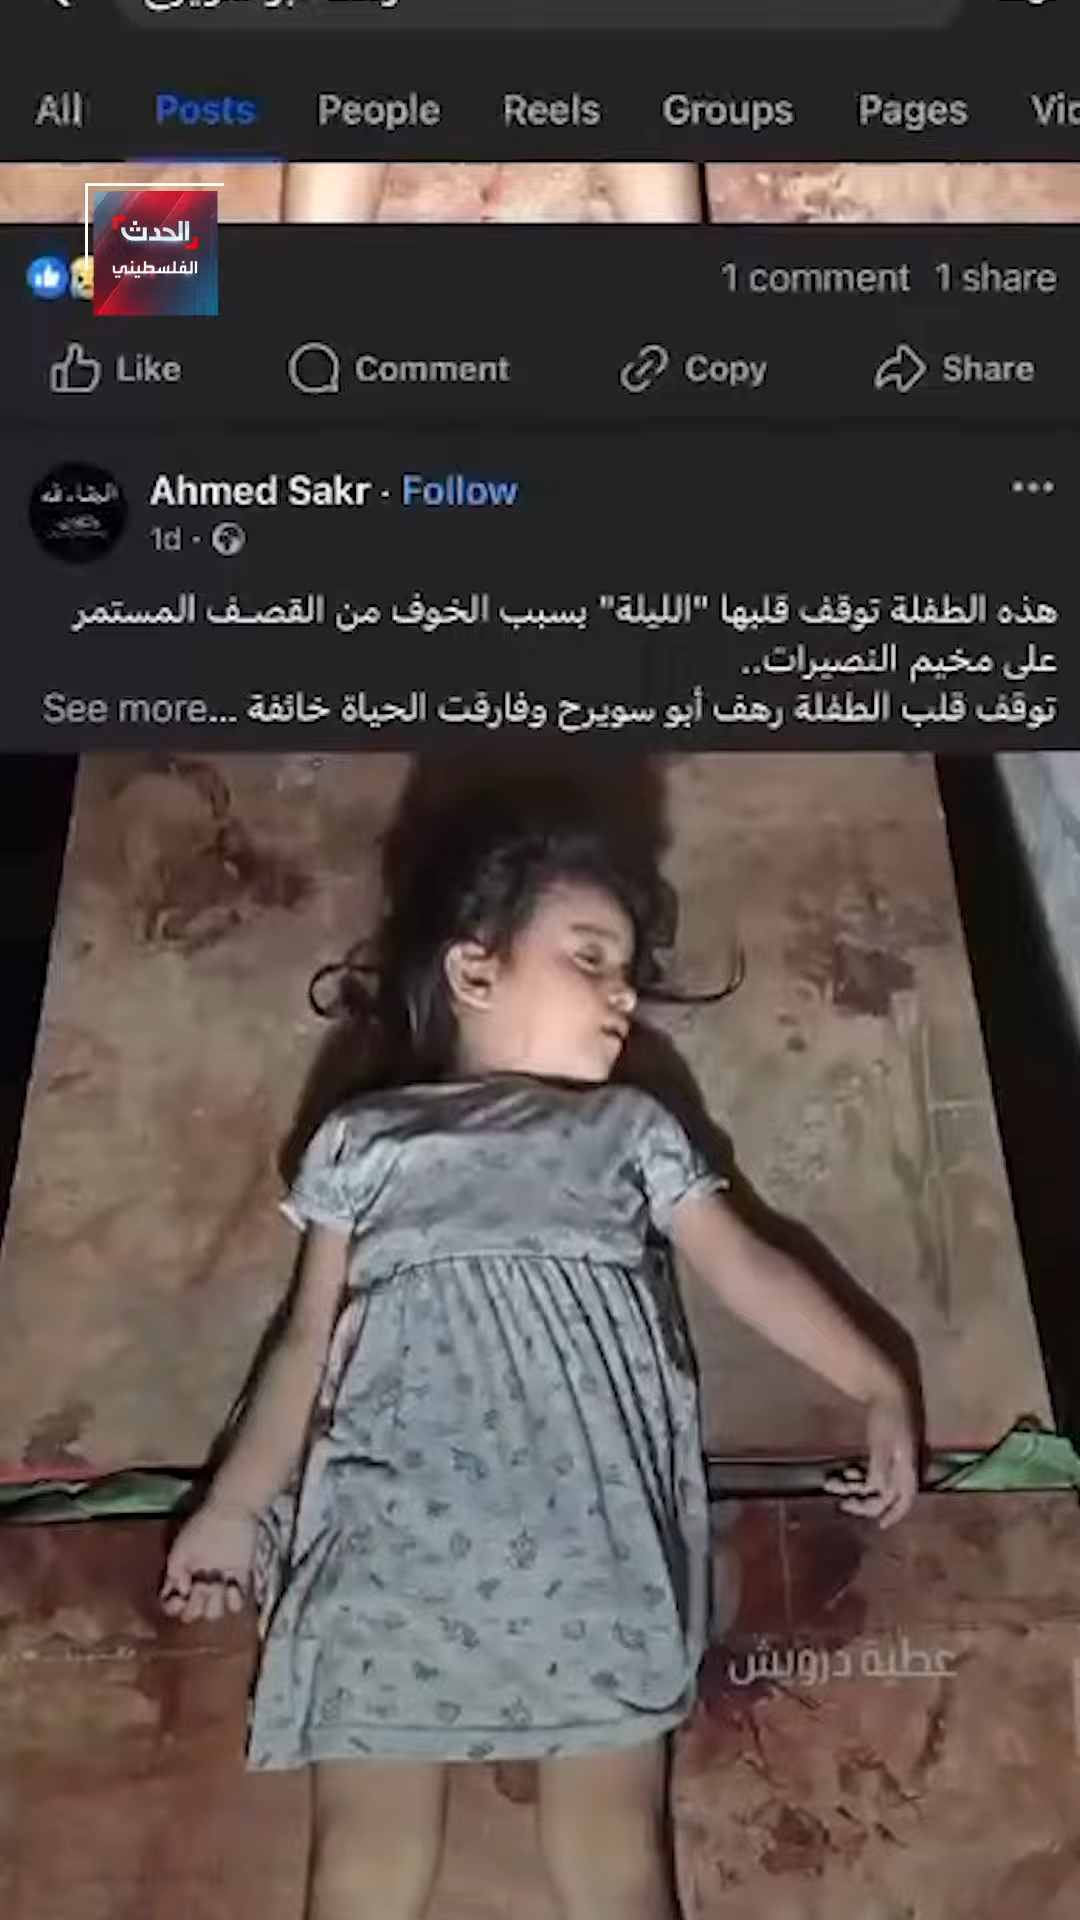 All Posts People Reels Groups Pages
الحدث
الفلسطيني
1 comment 1 share
Like Comment Copy Share
Ahmed Sakr · Follow
1d ·
هذه الطفلة توقف قلبها "الليلة" بسبب الخوف من القصـف المستمر
على مخيم النصيرات..
توقف قلب الطفلة رهف أبو سويرح وفارقت الحياة خائفة ... See more
عطية درويش